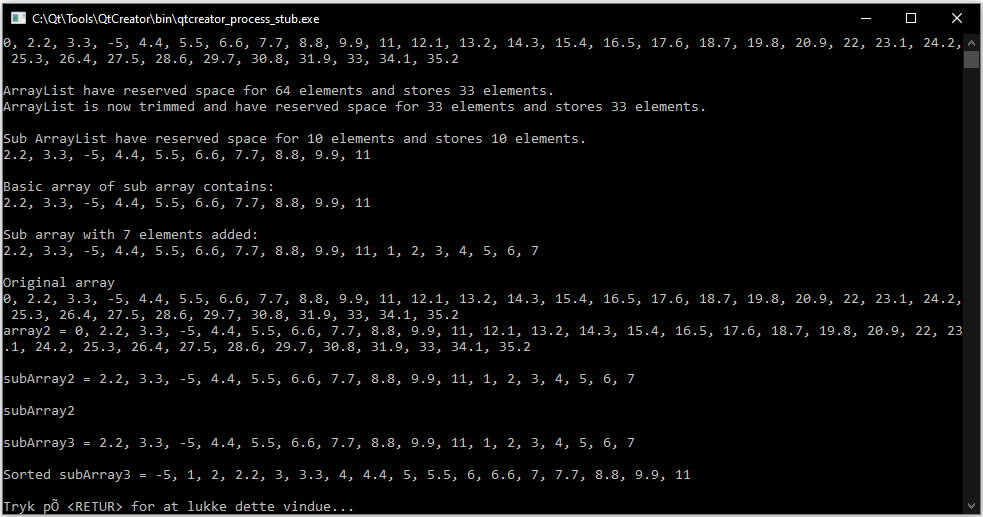 C:\Qt\Tools\QtCreator\bin\qtcreator_process_stub.exe
0, 2.2, 3.3, -5, 4.4, 5.5, 6.6, 7.7, 8.8, 9.9, 11, 12.1, 13.2, 14.3, 15.4, 16.5, 17.6, 18.7, 19.8, 20.9, 22, 23.1, 24.2,
25.3, 26.4, 27.5, 28.6, 29.7, 30.8, 31.9, 33, 34.1, 35.2
ArrayList have reserved space for 64 elements and stores 33 elements.
ArrayList is now trimmed and have reserved space for 33 elements and stores 33 elements.
Sub ArrayList have reserved space for 10 elements and stores 10 elements.
2.2, 3.3, -5, 4.4, 5.5, 6.6, 7.7, 8.8, 9.9, 11
Basic array of sub array contains:
2.2, 3.3, -5, 4.4, 5.5, 6.6, 7.7, 8.8, 9.9, 11
Sub array with 7 elements added:
2.2, 3.3, -5, 4.4, 5.5, 6.6, 7.7, 8.8, 9.9, 11, 1, 2, 3, 4, 5, 6, 7
Original array
0, 2.2, 3.3, -5, 4.4, 5.5, 6.6, 7.7, 8.8, 9.9, 11, 12.1, 13.2, 14.3, 15.4, 16.5, 17.6, 18.7, 19.8, 20.9, 22, 23.1, 24.2,
25.3, 26.4, 27.5, 28.6, 29.7, 30.8, 31.9, 33, 34.1, 35.2
array2 = 0, 2.2, 3.3, -5, 4.4, 5.5, 6.6, 7.7, 8.8, 9.9, 11, 12.1, 13.2, 14.3, 15.4, 16.5, 17.6, 18.7, 19.8, 20.9, 22, 23
.1, 24.2, 25.3, 26.4, 27.5, 28.6, 29.7, 30.8, 31.9, 33, 34.1, 35.2
subArray2 = 2.2, 3.3, -5, 4.4, 5.5, 6.6, 7.7, 8.8, 9.9, 11, 1, 2, 3, 4, 5, 6, 7
subArray2
subArray3 = 2.2, 3.3, -5, 4.4, 5.5, 6.6, 7.7, 8.8, 9.9, 11, 1, 2, 3, 4, 5, 6, 7
Sorted subArray3 = -5, 1, 2, 2.2, 3, 3.3, 4, 4.4, 5, 5.5, 6, 6.6, 7, 7.7, 8.8, 9.9, 11
Tryk pÕ <RETUR> for at lukke dette vindue...